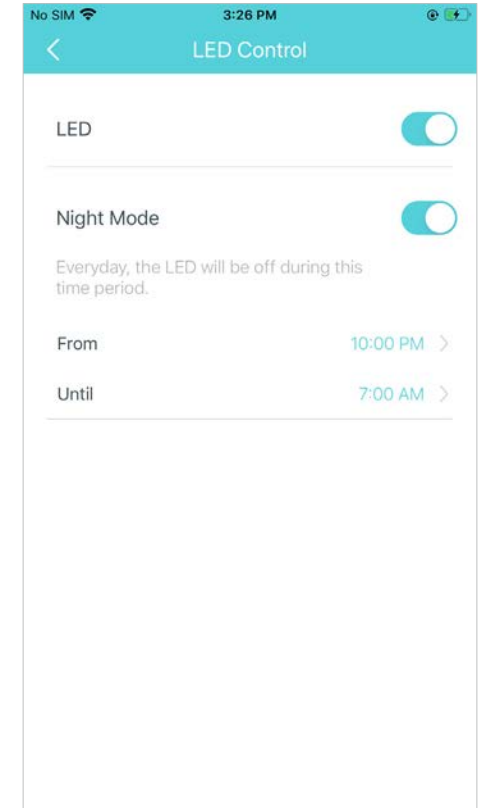 No SIM 3:26 PM
LED Control
LED
Night Mode
Everyday, the LED will be off during this
time period.
From 10:00 PM
Until 7:00 AM